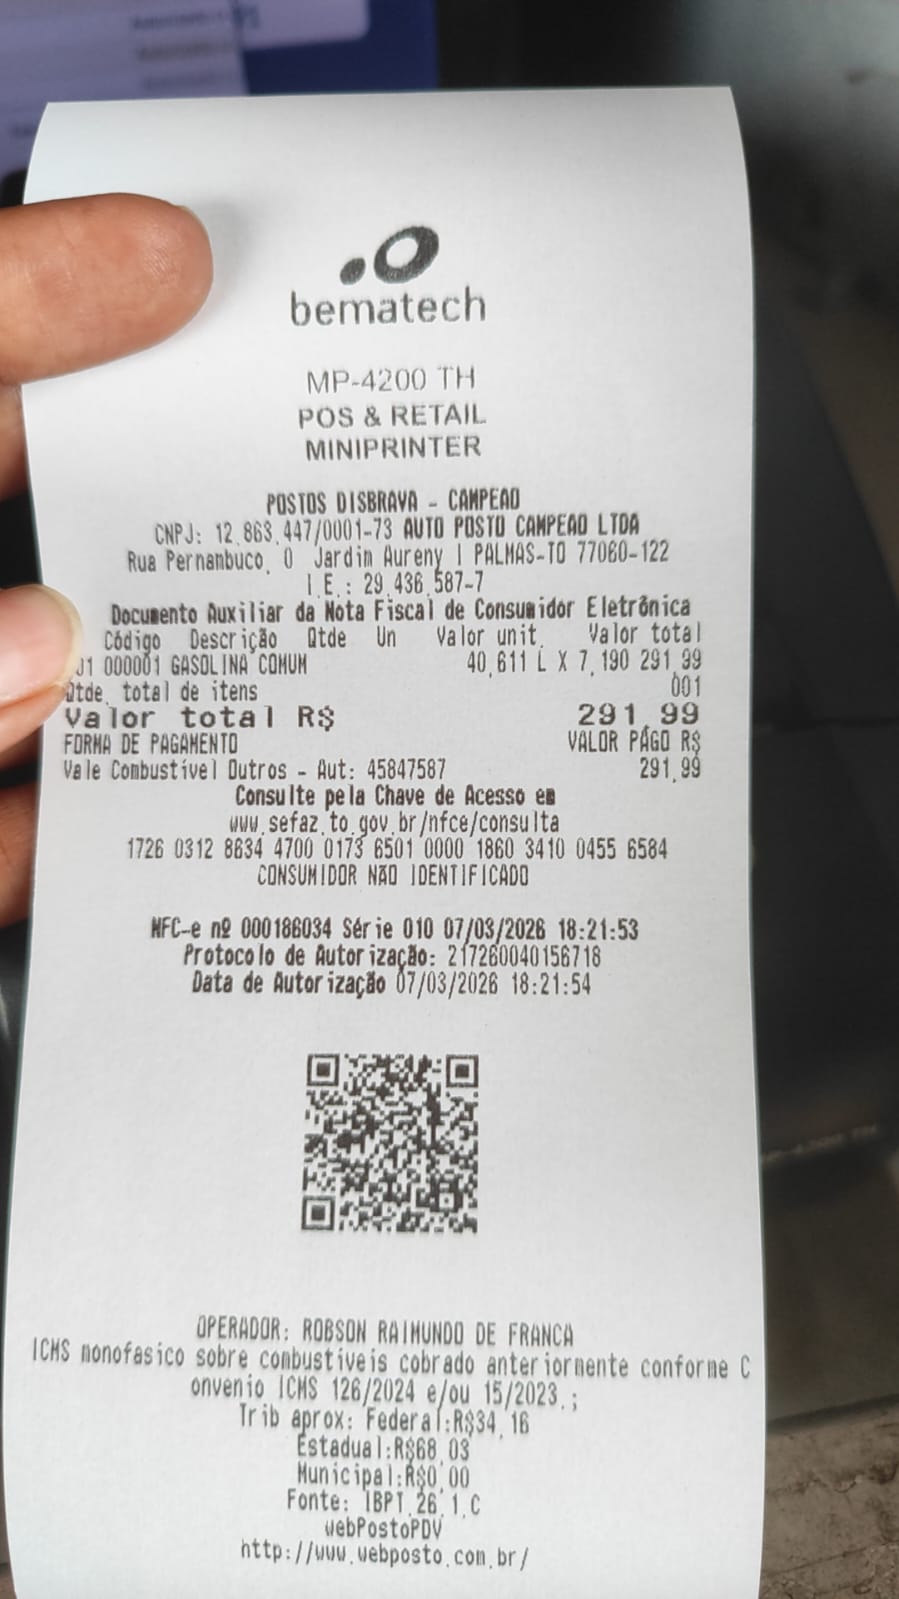 bematech
MP-4200 TH
POS & RETAIL
MINIPRINTER
POSTOS DISBRAVA - CAMPEAO
CNPJ: 12.863.447/0001-73 AUTO POSTO CAMPEAO LTDA
Rua Pernambuco, 0 Jardim Aureny I PALMAS-TO 77060-122
I.E.: 29.436.587-7
Documento Auxiliar da Nota Fiscal de Consumidor Eletrônica
Código Descrição Qtde Un Valor unit. Valor total
01 000001 GASOLINA COMUM 40,611 L X 7,190 291,99
Qtde. total de itens 001
Valor total R$ 291,99
FORMA DE PAGAMENTO VALOR PAGO R$
Vale Combustível Outros - Aut: 45847587 291,99
Consulte pela Chave de Acesso em
www.sefaz.to.gov.br/nfce/consulta
1726 0312 8634 4700 0173 6501 0000 1860 3410 0455 6584
CONSUMIDOR NÃO IDENTIFICADO
NFC-e nº 000186034 Série 010 07/03/2026 18:21:53
Protocolo de Autorização: 217260040156718
Data de Autorização 07/03/2026 18:21:54
OPERADOR: ROBSON RAIMUNDO DE FRANCA
ICMS monofasico sobre combustiveis cobrado anteriormente conforme C
onvenio ICMS 126/2024 e/ou 15/2023.;
Trib aprox: Federal:R$34,16
Estadual:R$68,03
Municipal:R$0,00
Fonte: IBPT.26.1.C
webPostoPDV
http://www.webposto.com.br/